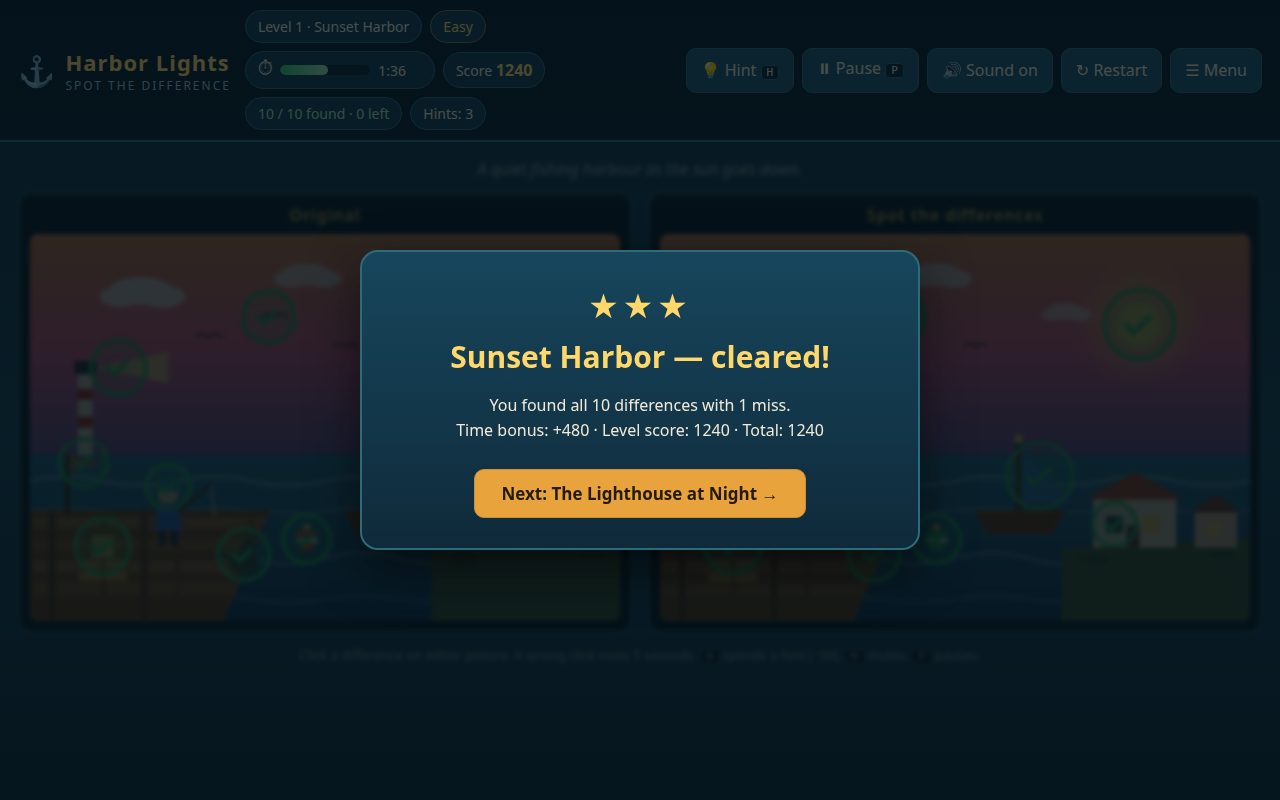 Harbor Lights
SPOT THE DIFFERENCE
Level 1 · Sunset Harbor
Easy
1:36
Score 1240
10 / 10 found · 0 left
Hints: 3
Hint H
Pause P
Sound on
Restart
Menu
A quiet fishing harbour as the sun goes down.
Original
Spot the differences
★ ★ ★
Sunset Harbor — cleared!
You found all 10 differences with 1 miss.
Time bonus: +480 · Level score: 1240 · Total: 1240
Next: The Lighthouse at Night →